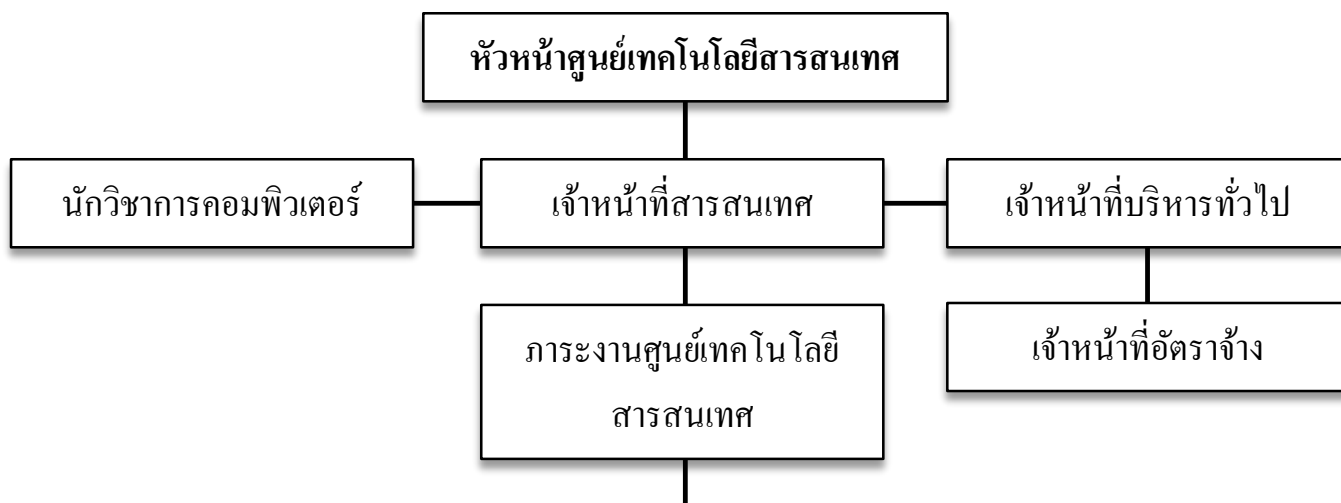 หัวหน้าศูนย์เทคโนโลยีสารสนเทศ
นักวิชาการคอมพิวเตอร์
เจ้าหน้าที่สารสนเทศ
เจ้าหน้าที่บริหารทั่วไป
ภาระงานศูนย์เทคโนโลยี
สารสนเทศ
เจ้าหน้าที่อัตราจ้าง